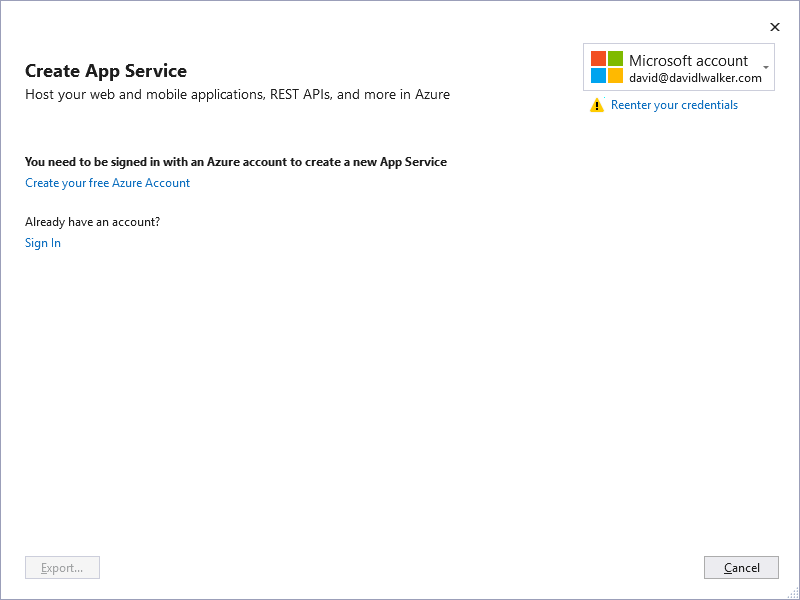 Create App Service
Host your web and mobile applications, REST APIs, and more in Azure
Microsoft account
david@davidlwalker.com
Reenter your credentials
You need to be signed in with an Azure account to create a new App Service
Create your free Azure Account
Already have an account?
Sign In
Export...
Cancel